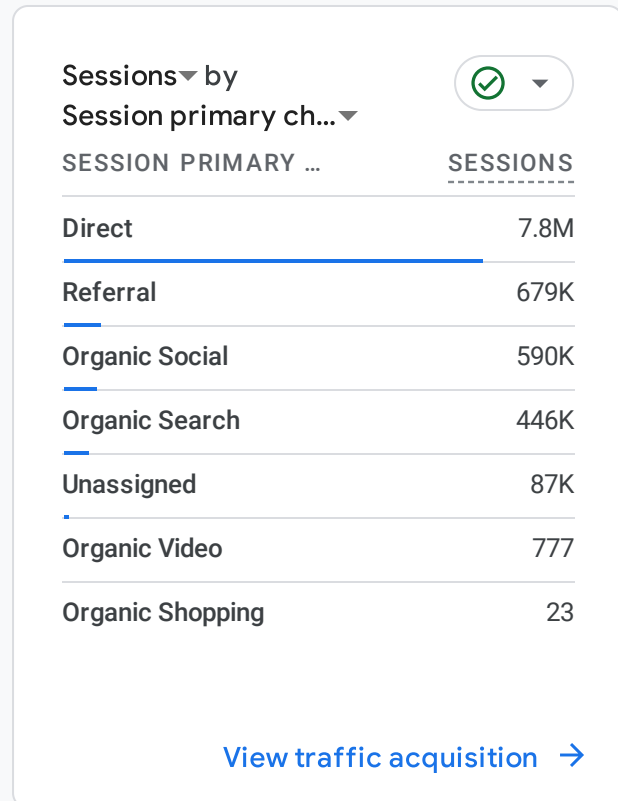 Sessions by
Session primary ch...
SESSION PRIMARY ... SESSIONS
Direct 7.8M
Referral 679K
Organic Social 590K
Organic Search 446K
Unassigned 87K
Organic Video 777
Organic Shopping 23
View traffic acquisition